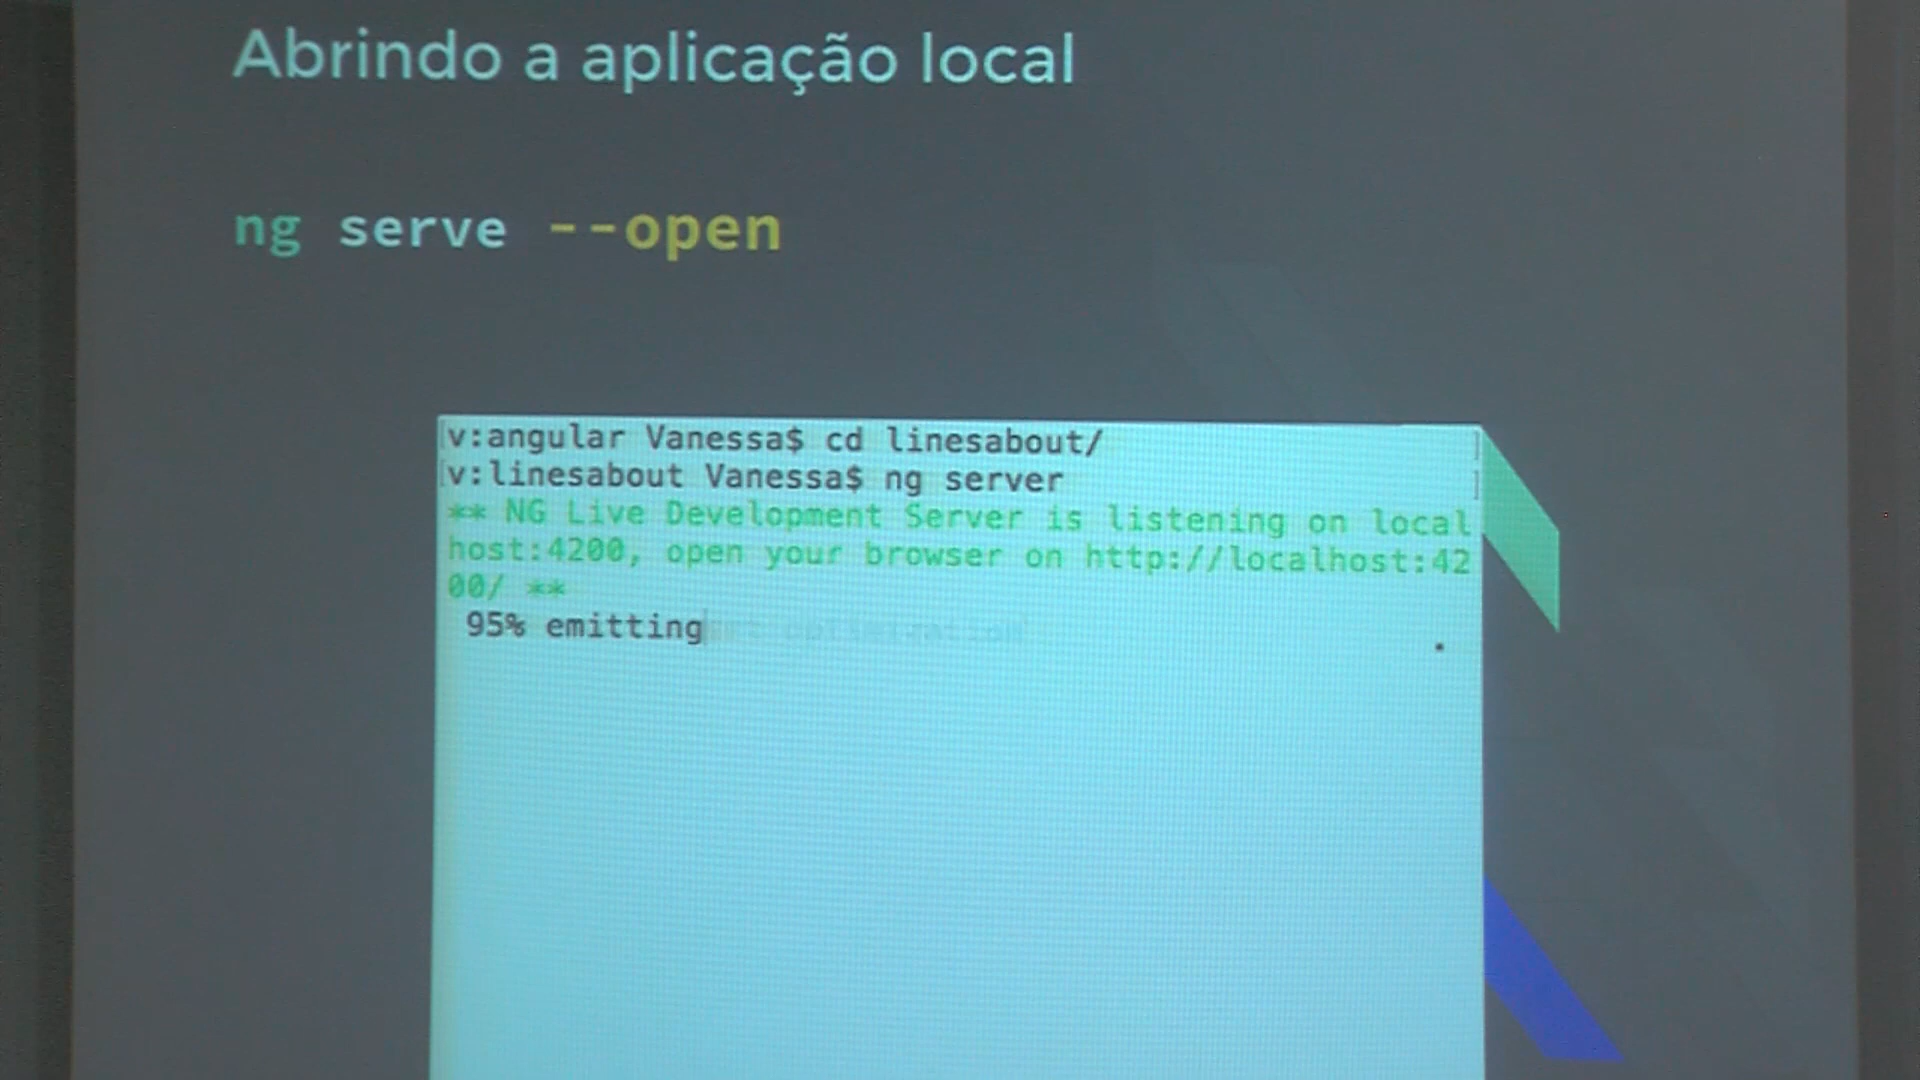 Abrindo a aplicação local
ng serve --open
v:angular Vanessa$ cd linesabout/
v:linesabout Vanessa$ ng server
** NG Live Development Server is listening on local
host:4200, open your browser on http://localhost:42
00/ **
95% emitting